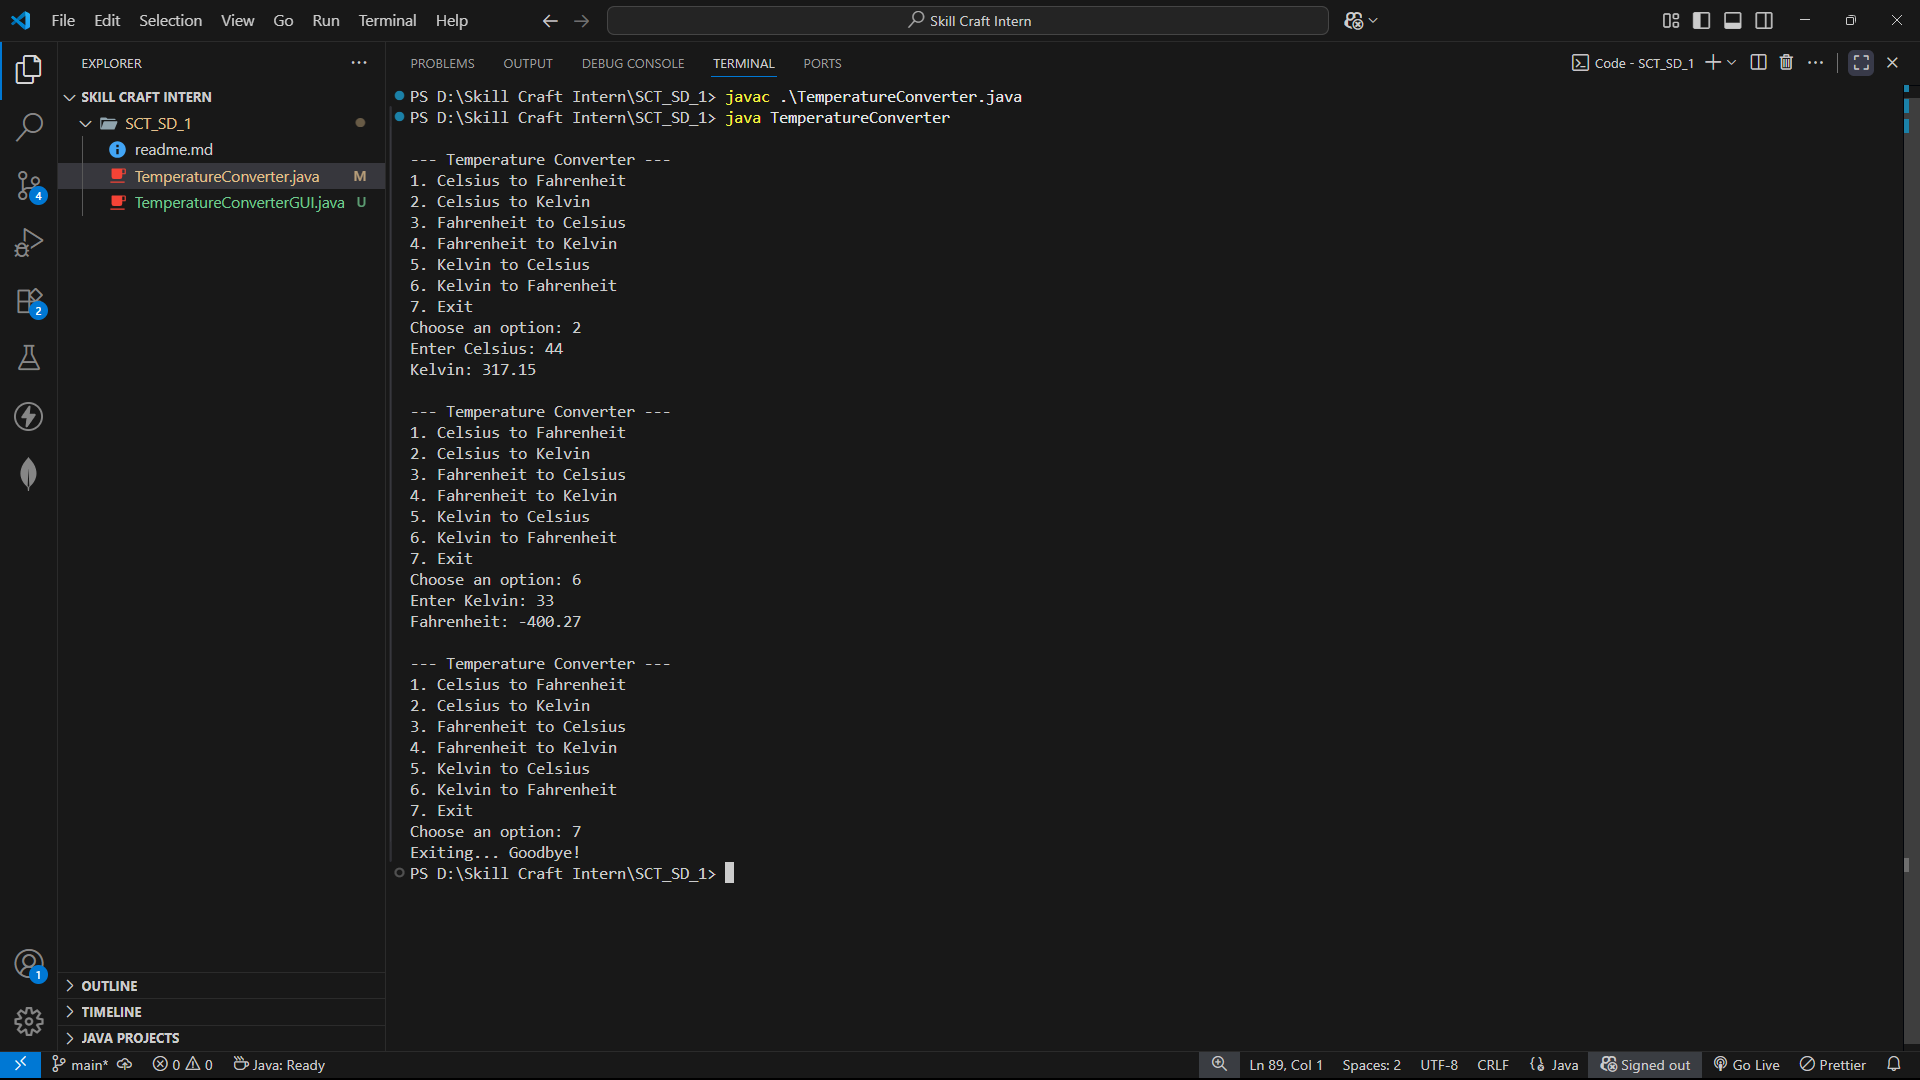 File Edit Selection View Go Run Terminal Help
Skill Craft Intern
EXPLORER
SKILL CRAFT INTERN
SCT_SD_1
readme.md
TemperatureConverter.java M
TemperatureConverterGUI.java U
4
2
1
OUTLINE
TIMELINE
JAVA PROJECTS
PROBLEMS OUTPUT DEBUG CONSOLE TERMINAL PORTS
Code - SCT_SD_1
PS D:\Skill Craft Intern\SCT_SD_1> javac .\TemperatureConverter.java
PS D:\Skill Craft Intern\SCT_SD_1> java TemperatureConverter
--- Temperature Converter ---
1. Celsius to Fahrenheit
2. Celsius to Kelvin
3. Fahrenheit to Celsius
4. Fahrenheit to Kelvin
5. Kelvin to Celsius
6. Kelvin to Fahrenheit
7. Exit
Choose an option: 2
Enter Celsius: 44
Kelvin: 317.15
--- Temperature Converter ---
1. Celsius to Fahrenheit
2. Celsius to Kelvin
3. Fahrenheit to Celsius
4. Fahrenheit to Kelvin
5. Kelvin to Celsius
6. Kelvin to Fahrenheit
7. Exit
Choose an option: 6
Enter Kelvin: 33
Fahrenheit: -400.27
--- Temperature Converter ---
1. Celsius to Fahrenheit
2. Celsius to Kelvin
3. Fahrenheit to Celsius
4. Fahrenheit to Kelvin
5. Kelvin to Celsius
6. Kelvin to Fahrenheit
7. Exit
Choose an option: 7
Exiting... Goodbye!
PS D:\Skill Craft Intern\SCT_SD_1>
main* 0 0 Java: Ready Ln 89, Col 1 Spaces: 2 UTF-8 CRLF Java Signed out Go Live Prettier